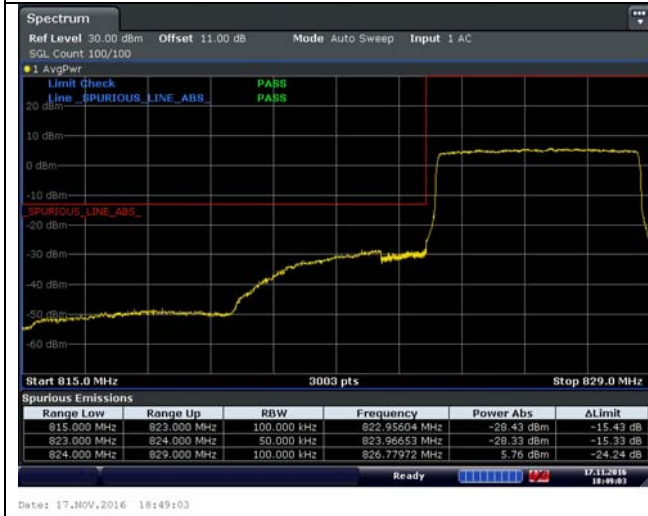 Spectrum
Ref Level 30.00 dBm Offset 11.00 dB Mode Auto Sweep Input 1 AC
SGL Count 100/100
1 AvgPwr
Limit Check PASS
Line _SPURIOUS_LINE_ABS_ PASS
20 dBm
10 dBm
0 dBm
-10 dBm
_SPURIOUS_LINE_ABS_
-20 dBm
-30 dBm
-40 dBm
-50 dBm
-60 dBm
Start 815.0 MHz 3003 pts Stop 829.0 MHz
Spurious Emissions
Range Low Range Up RBW Frequency Power Abs ΔLimit
815.000 MHz 823.000 MHz 100.000 kHz 822.95604 MHz -28.43 dBm -15.43 dB
823.000 MHz 824.000 MHz 50.000 kHz 823.96653 MHz -28.33 dBm -15.33 dB
824.000 MHz 829.000 MHz 100.000 kHz 826.77972 MHz 5.76 dBm -24.24 dB
Ready 17.11.2016
18:49:03
Date: 17.NOV.2016 18:49:03